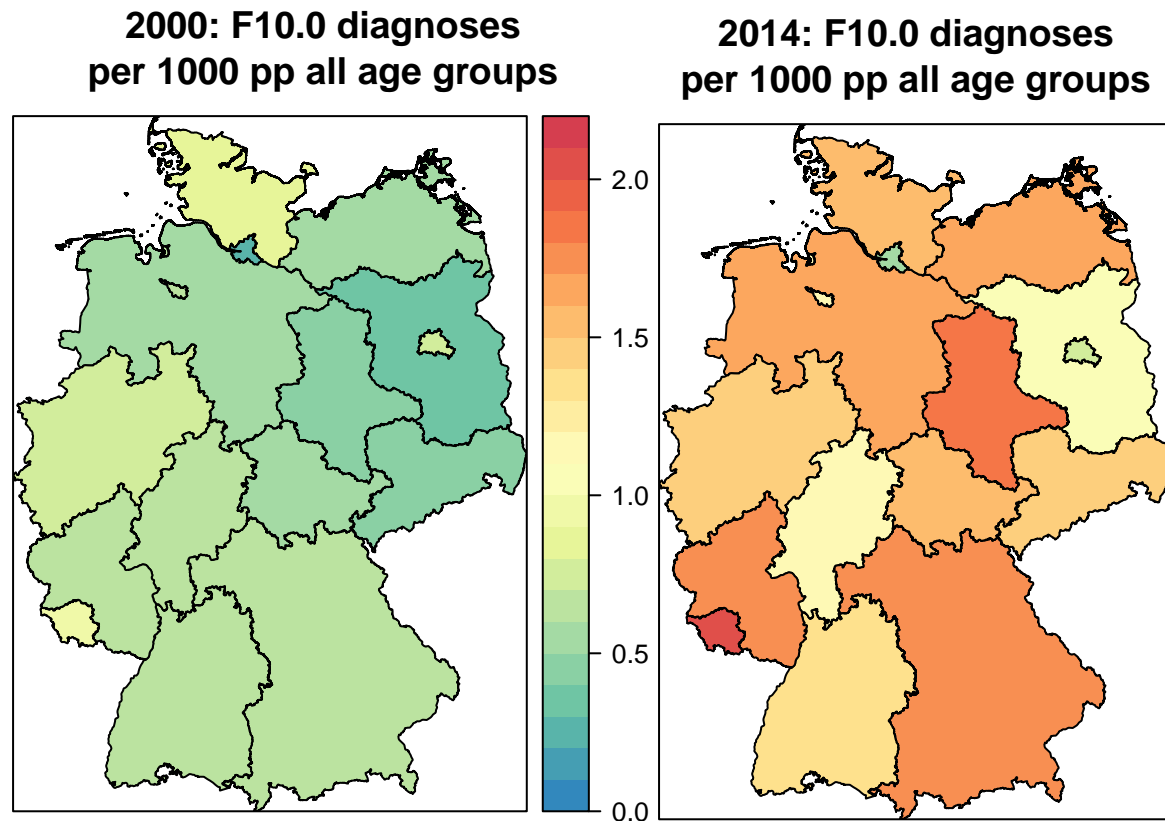 2000: F10.0 diagnoses
per 1000 pp all age groups
2014: F10.0 diagnoses
per 1000 pp all age groups
2.0
1.5
1.0
0.5
0.0